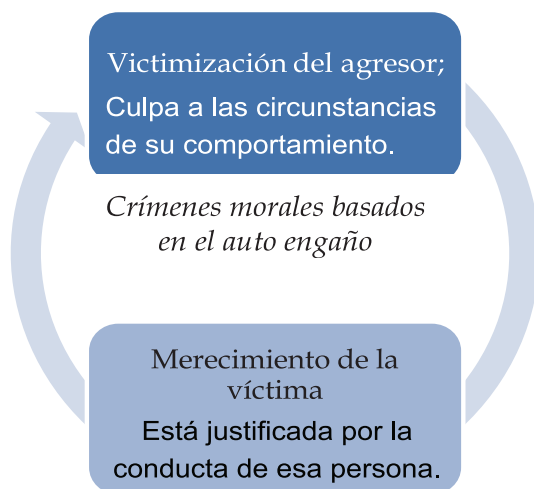 Victimización del agresor;
Culpa a las circunstancias
de su comportamiento.
Crímenes morales basados
en el auto engaño
Merecimiento de la
víctima
Está justificada por la
conducta de esa persona.